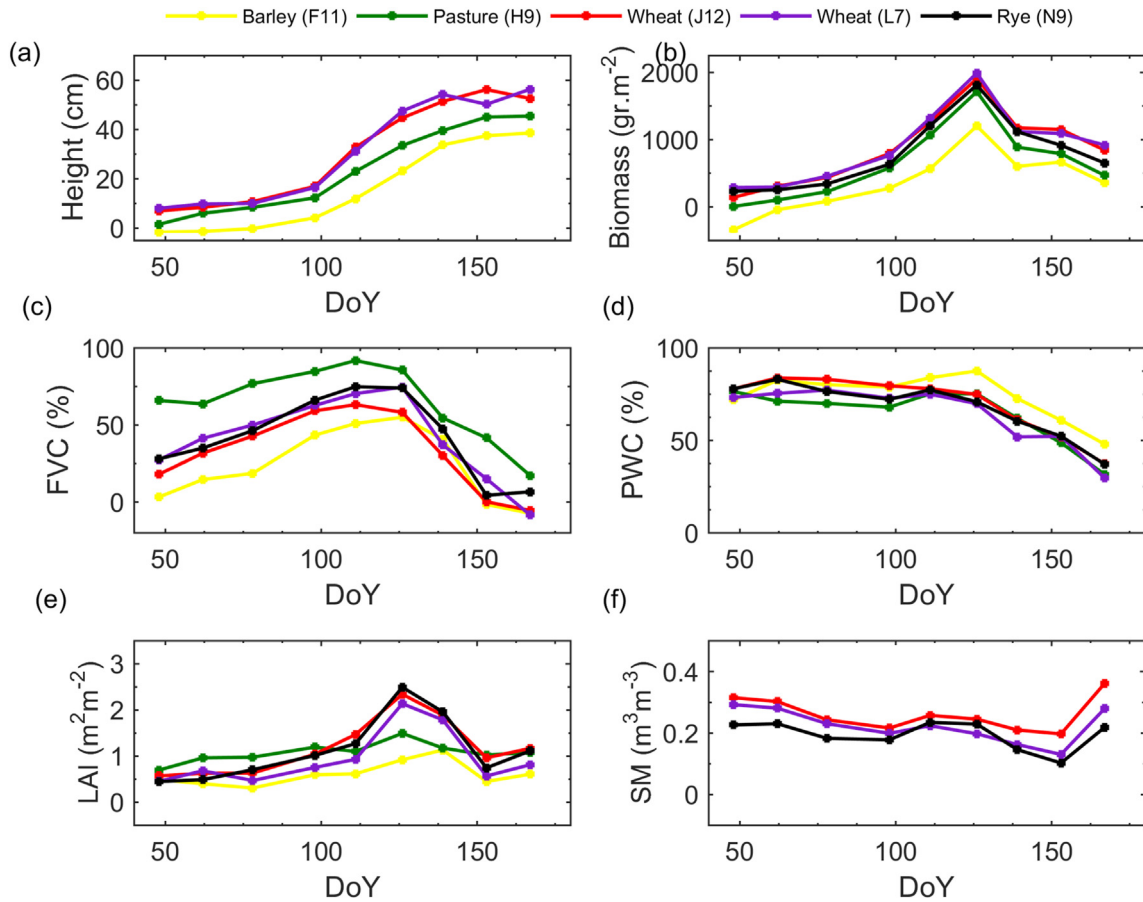 Barley (F11) Pasture (H9) Wheat (J12) Wheat (L7) Rye (N9)
(a)
60
40
20
0
Height (cm)
50 100 150
DoY
(b)
2000
1000
0
Biomass (gr.m-2)
50 100 150
DoY
(c)
100
50
0
FVC (%)
50 100 150
DoY
(d)
100
50
0
PWC (%)
50 100 150
DoY
(e)
3
2
1
0
LAI (m2m-2)
50 100 150
DoY
(f)
0.4
0.2
0
SM (m3m-3)
50 100 150
DoY